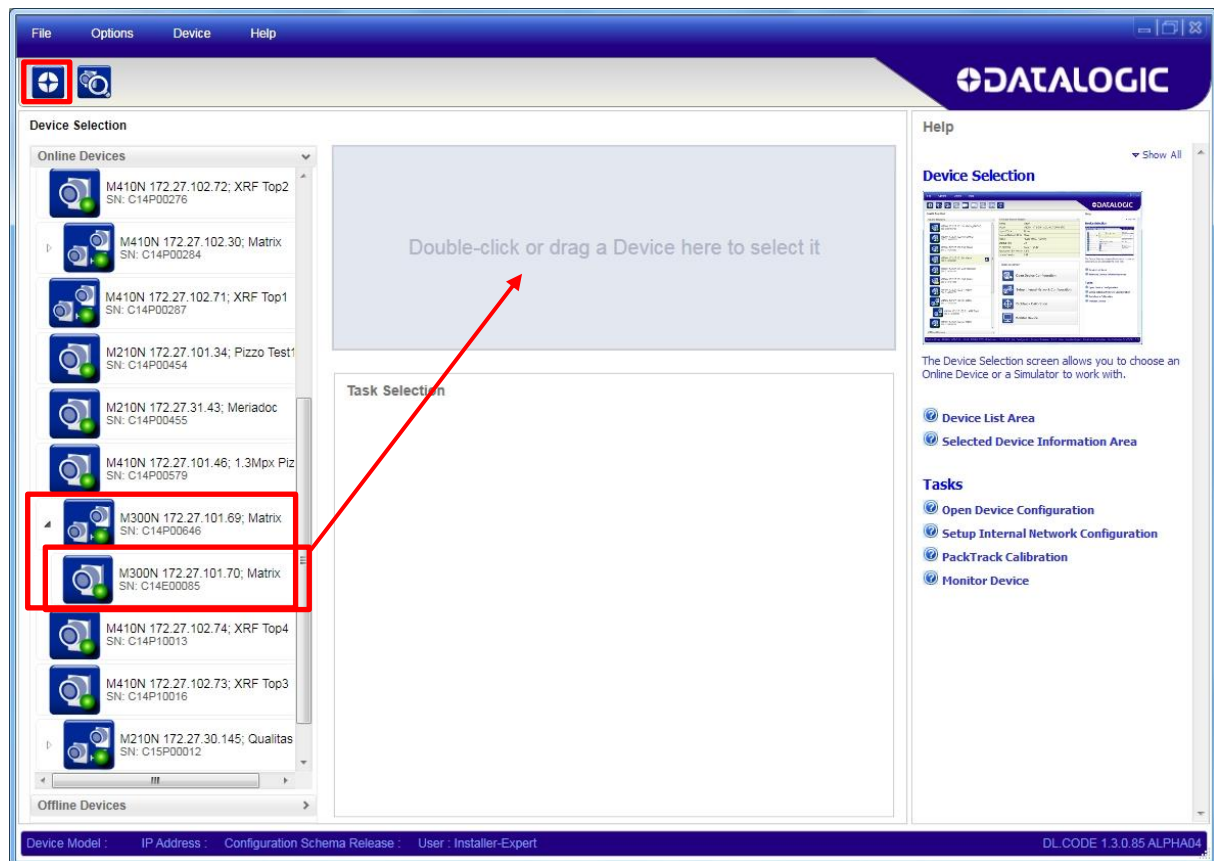 File Options Device Help
DATALOGIC
Device Selection
Online Devices
M410N 172.27.102.72; XRF Top2
SN: C14P00276
M410N 172.27.102.30; Matrix
SN: C14P00284
M410N 172.27.102.71; XRF Top1
SN: C14P00287
M210N 172.27.101.34; Pizzo Test1
SN: C14P00454
M210N 172.27.31.43; Meriadoc
SN: C14P00455
M410N 172.27.101.46; 1.3Mpx Piz
SN: C14P00579
M300N 172.27.101.69; Matrix
SN: C14P00646
M300N 172.27.101.70; Matrix
SN: C14E00085
M410N 172.27.102.74; XRF Top4
SN: C14P10013
M410N 172.27.102.73; XRF Top3
SN: C14P10016
M210N 172.27.30.145; Qualitas
SN: C15P00012
Offline Devices
Double-click or drag a Device here to select it
Task Selection
Help
Show All
Device Selection
DATALOGIC
The Device Selection screen allows you to choose an
Online Device or a Simulator to work with.
Device List Area
Selected Device Information Area
Tasks
Open Device Configuration
Setup Internal Network Configuration
PackTrack Calibration
Monitor Device
Device Model : IP Address : Configuration Schema Release : User : Installer-Expert
DL.CODE 1.3.0.85 ALPHA04